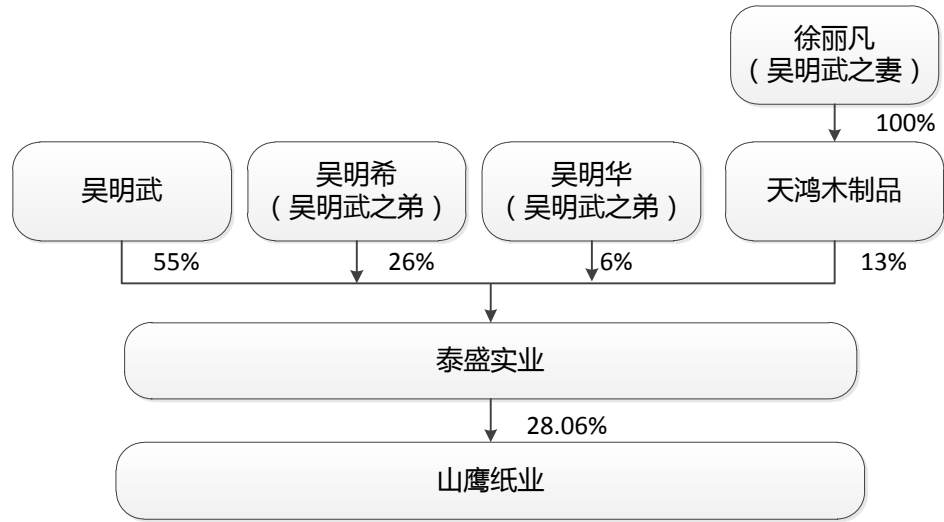 徐丽凡
（吴明武之妻）
100%
吴明武
吴明希
（吴明武之弟）
吴明华
（吴明武之弟）
天鸿木制品
55%
26%
6%
13%
泰盛实业
28.06%
山鹰纸业